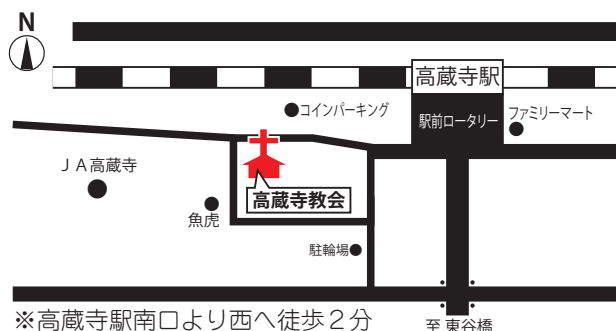 N
高蔵寺駅
●コインパーキング
駅前ロータリー
ファミリーマート
JA高蔵寺
高蔵寺教会
魚虎
駐輪場●
※高蔵寺駅南口より西へ徒歩2分
至 東谷橋